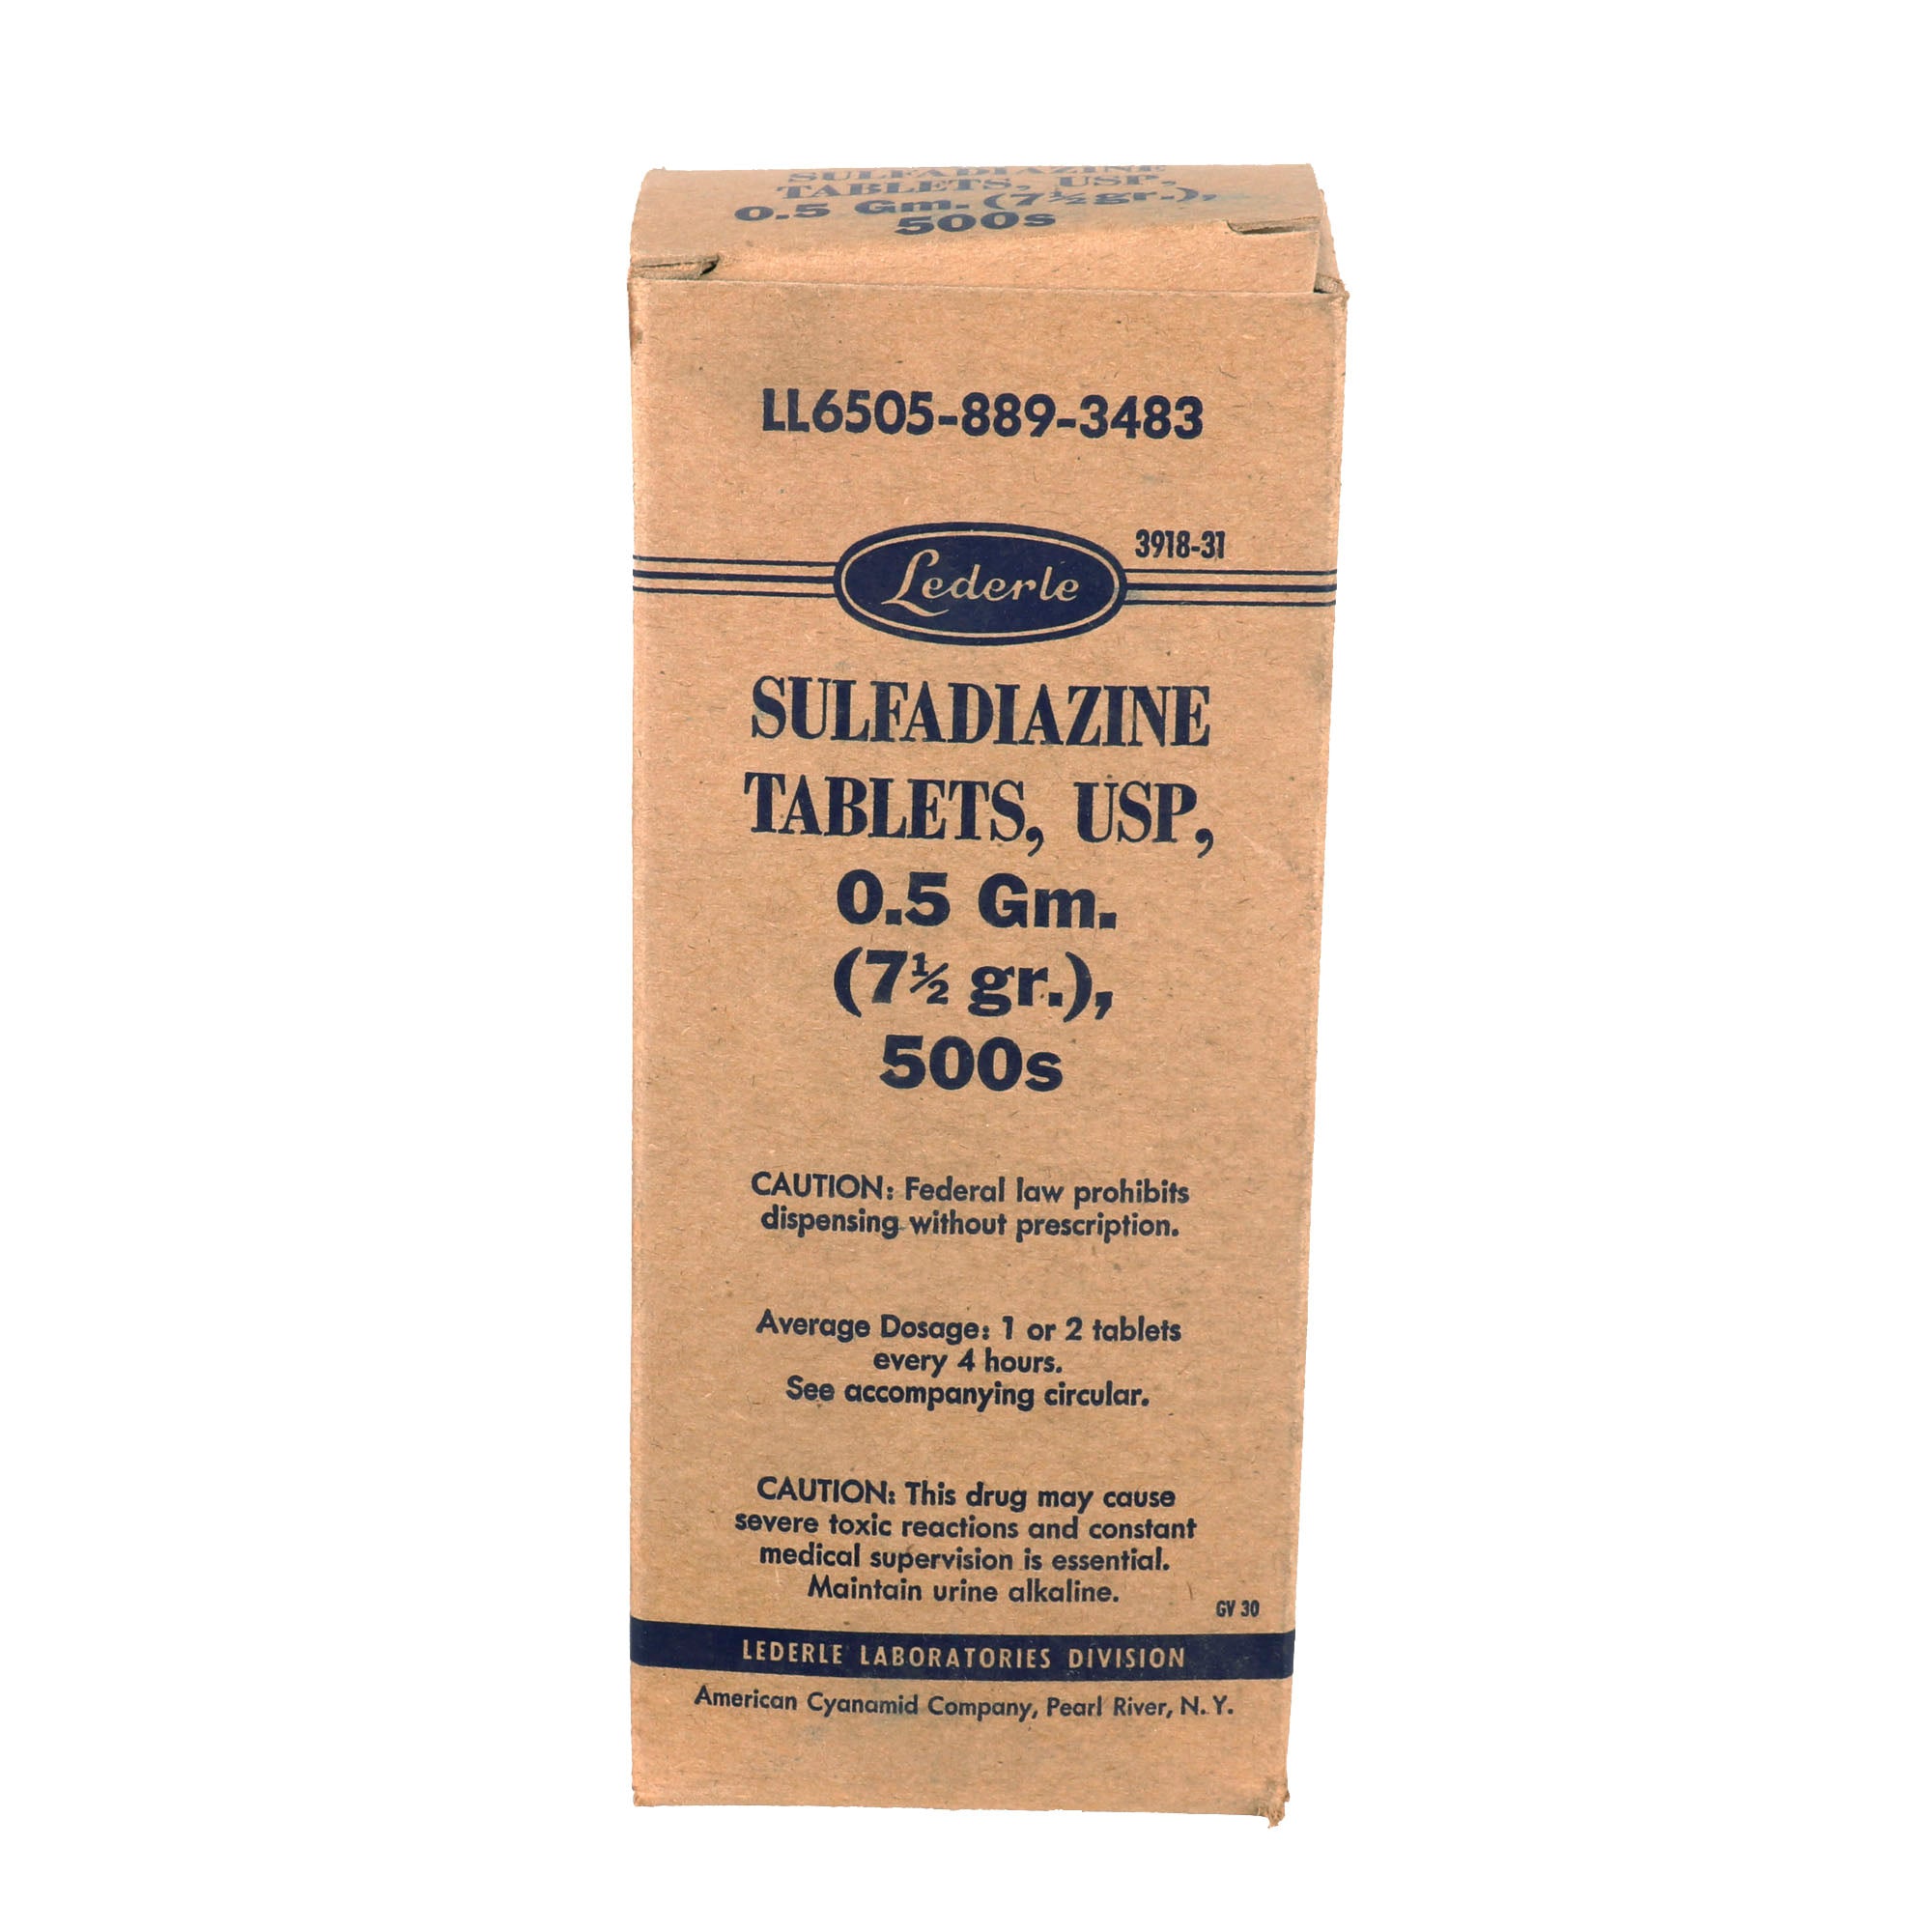 SULFADIAZINE
TABLETS, USP,
0.5 Gm. (7½ gr.),
500s
LL6505-889-3483
3918-31
Lederle
SULFADIAZINE
TABLETS, USP,
0.5 Gm.
(7½ gr.),
500s
CAUTION: Federal law prohibits
dispensing without prescription.
Average Dosage: 1 or 2 tablets
every 4 hours.
See accompanying circular.
CAUTION: This drug may cause
severe toxic reactions and constant
medical supervision is essential.
Maintain urine alkaline.
GV 30
LEDERLE LABORATORIES DIVISION
American Cyanamid Company, Pearl River, N. Y.